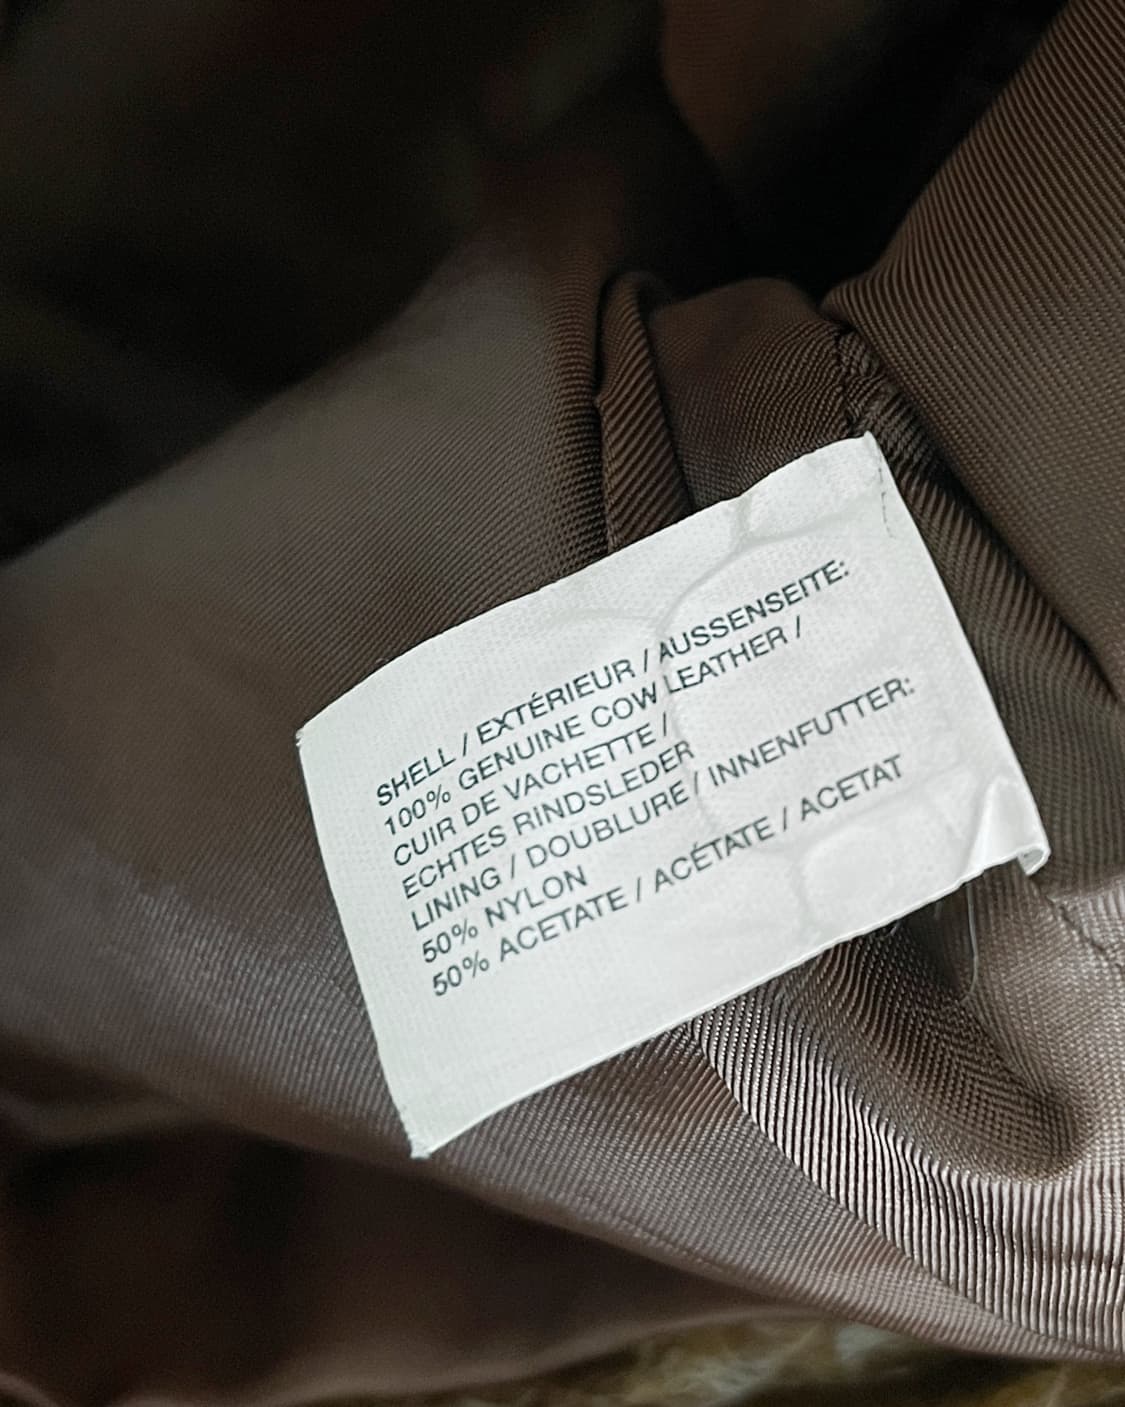 SHELL / EXTÉRIEUR / AUSSENSEITE:
100% GENUINE COW LEATHER /
CUIR DE VACHETTE /
ECHTES RINDSLEDER
LINING / DOUBLURE / INNENFUTTER:
50% NYLON
50% ACETATE / ACÉTATE / ACETAT